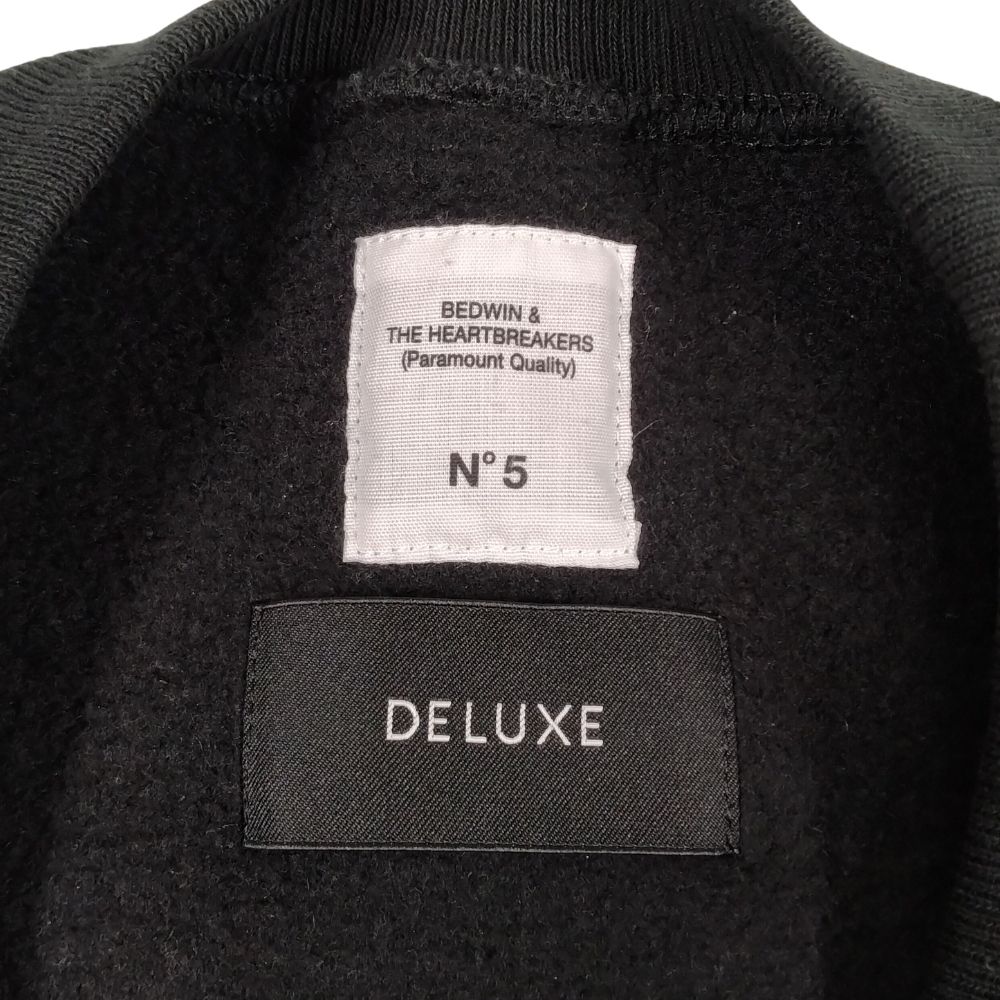 BEDWIN &
THE HEARTBREAKERS
(Paramount Quality)
N° 5
DELUXE